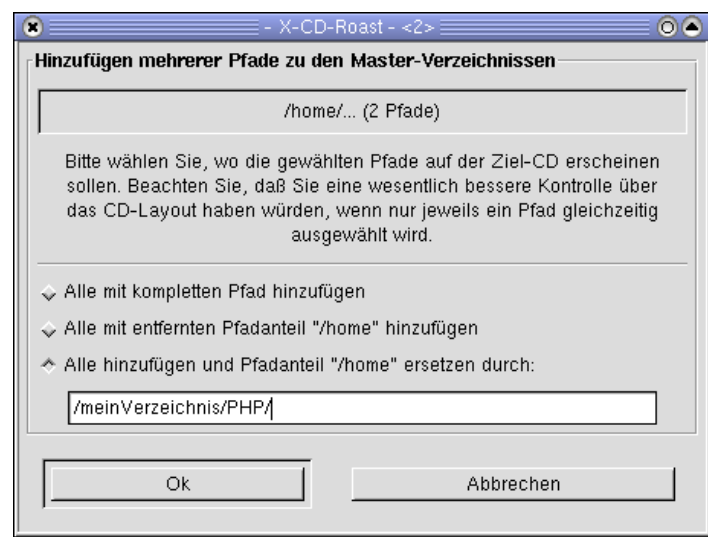 - X-CD-Roast - <2>
Hinzufügen mehrerer Pfade zu den Master-Verzeichnissen
/home/... (2 Pfade)
Bitte wählen Sie, wo die gewählten Pfade auf der Ziel-CD erscheinen
sollen. Beachten Sie, daß Sie eine wesentlich bessere Kontrolle über
das CD-Layout haben würden, wenn nur jeweils ein Pfad gleichzeitig
ausgewählt wird.
Alle mit kompletten Pfad hinzufügen
Alle mit entfernten Pfadanteil "/home" hinzufügen
Alle hinzufügen und Pfadanteil "/home" ersetzen durch:
/meinVerzeichnis/PHP/
Ok
Abbrechen